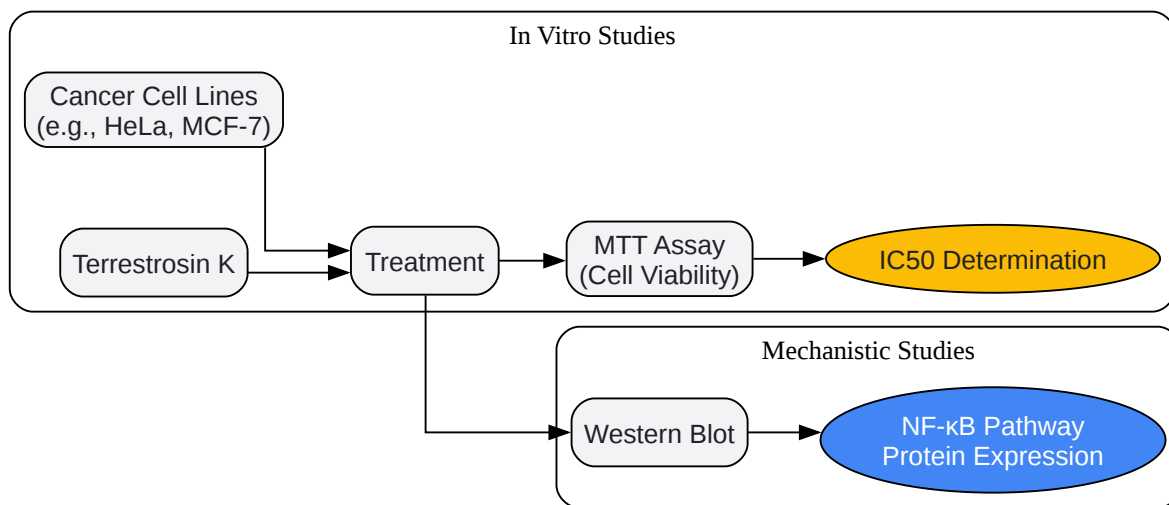 In Vitro Studies
Cancer Cell Lines
(e.g., HeLa, MCF-7)
Terrestrosin K
Treatment
MTT Assay
(Cell Viability)
IC50 Determination
Mechanistic Studies
Western Blot
NF-κB Pathway
Protein Expression